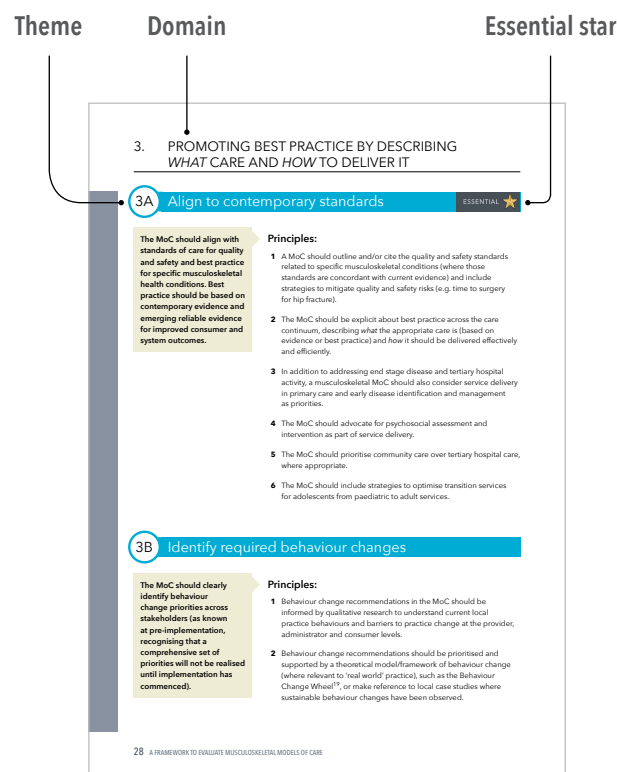 Theme Domain Essential star
3. PROMOTING BEST PRACTICE BY DESCRIBING
WHAT CARE AND HOW TO DELIVER IT
3A Align to contemporary standards ESSENTIAL
The MoC should align with
standards of care for quality
and safety and best practice
for specific musculoskeletal
health conditions. Best
practice should be based on
contemporary evidence and
emerging reliable evidence
for improved consumer and
system outcomes.
Principles:
1 A MoC should outline and/or cite the quality and safety standards
related to specific musculoskeletal conditions (where those
standards are concordant with current evidence) and include
strategies to mitigate quality and safety risks (e.g. time to surgery
for hip fracture).
2 The MoC should be explicit about best practice across the care
continuum, describing what the appropriate care is (based on
evidence or best practice) and how it should be delivered effectively
and efficiently.
3 In addition to addressing end stage disease and tertiary hospital
activity, a musculoskeletal MoC should also consider service delivery
in primary care and early disease identification and management
as priorities.
4 The MoC should advocate for psychosocial assessment and
intervention as part of service delivery.
5 The MoC should prioritise community care over tertiary hospital care,
where appropriate.
6 The MoC should include strategies to optimise transition services
for adolescents from paediatric to adult services.
3B Identify required behaviour changes
The MoC should clearly
identify behaviour
change priorities across
stakeholders (as known
at pre-implementation,
recognising that a
comprehensive set of
priorities will not be realised
until implementation has
commenced).
Principles:
1 Behaviour change recommendations in the MoC should be
informed by qualitative research to understand current local
practice behaviours and barriers to practice change at the provider,
administrator and consumer levels.
2 Behaviour change recommendations should be prioritised and
supported by a theoretical model/framework of behaviour change
(where relevant to 'real world' practice), such as the Behaviour
Change Wheel19, or make reference to local case studies where
sustainable behaviour changes have been observed.
28 A FRAMEWORK TO EVALUATE MUSCULOSKELETAL MODELS OF CARE